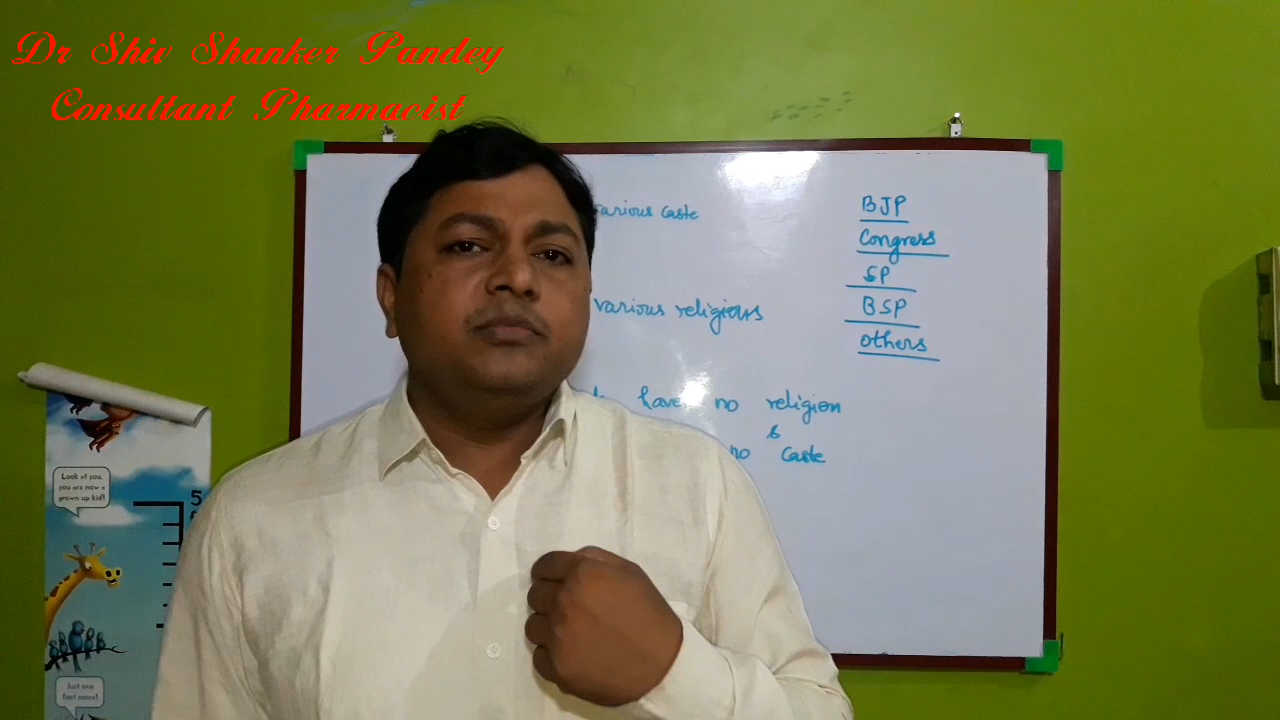 Dr Shiv Shanker Pandey
Consultant Pharmacist
various caste
BJP
Congress
SP
BSP
others
various religions
have no religion
&
no caste
Look at you,
you are now a
grown up kid!
5
Just one
foot more!